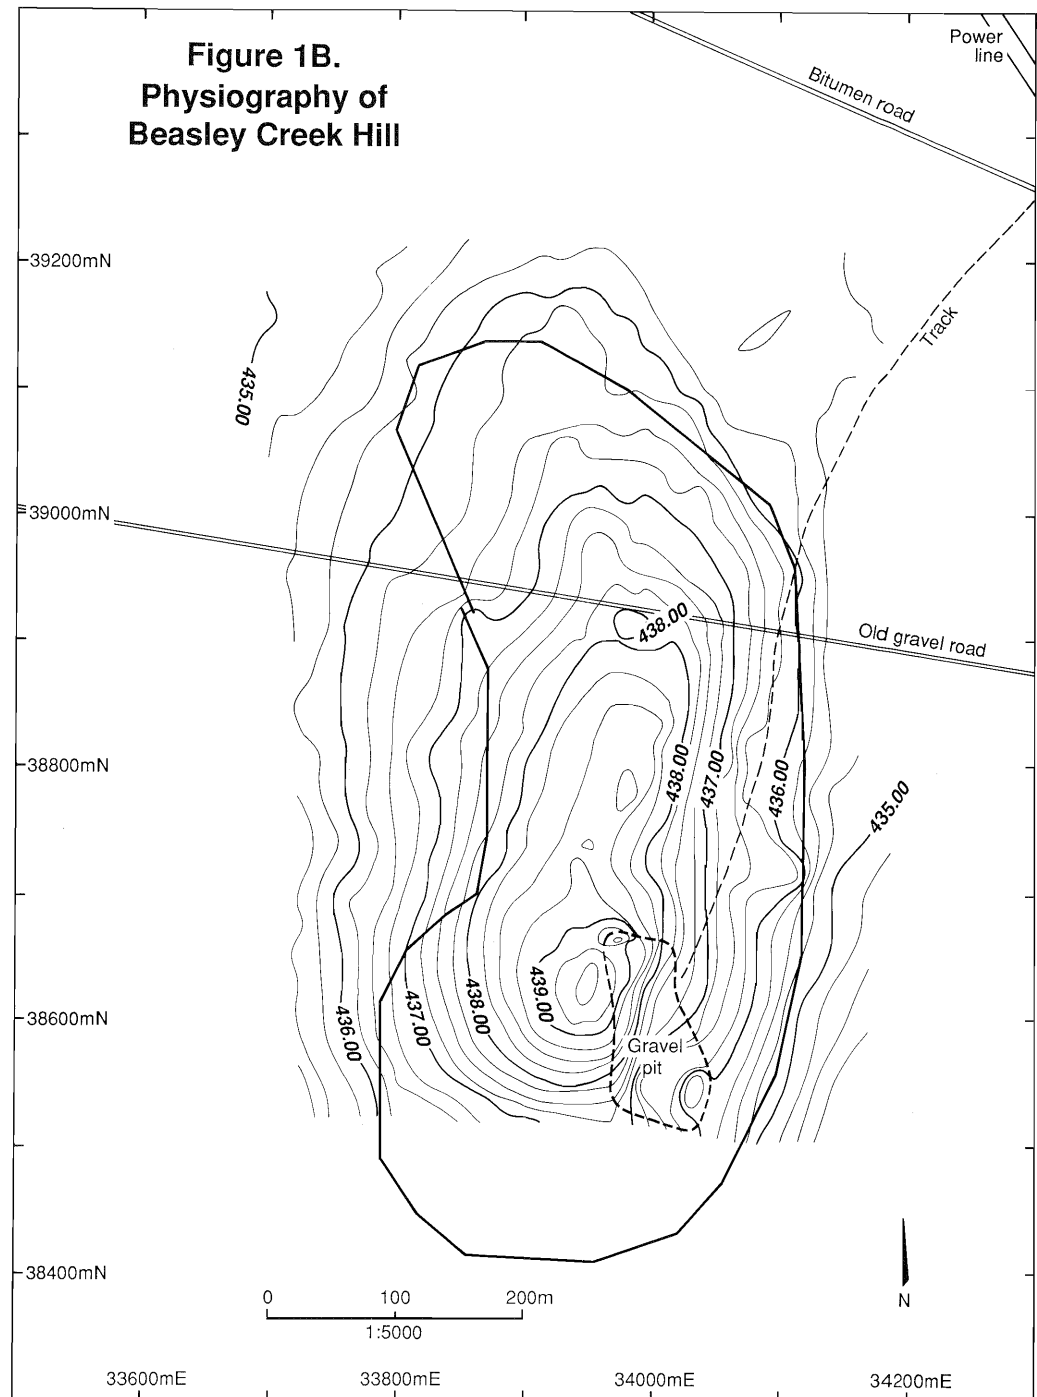 Figure 1B.
Physiography of
Beasley Creek Hill
Power
line
Bitumen road
39200mN
Track
435.00
39000mN
438.00
Old gravel road
38800mN
438.00
437.00
436.00
435.00
439.00
438.00
437.00
436.00
38600mN
Gravel
pit
38400mN
0 100 200m
1:5000
N
33600mE 33800mE 34000mE 34200mE